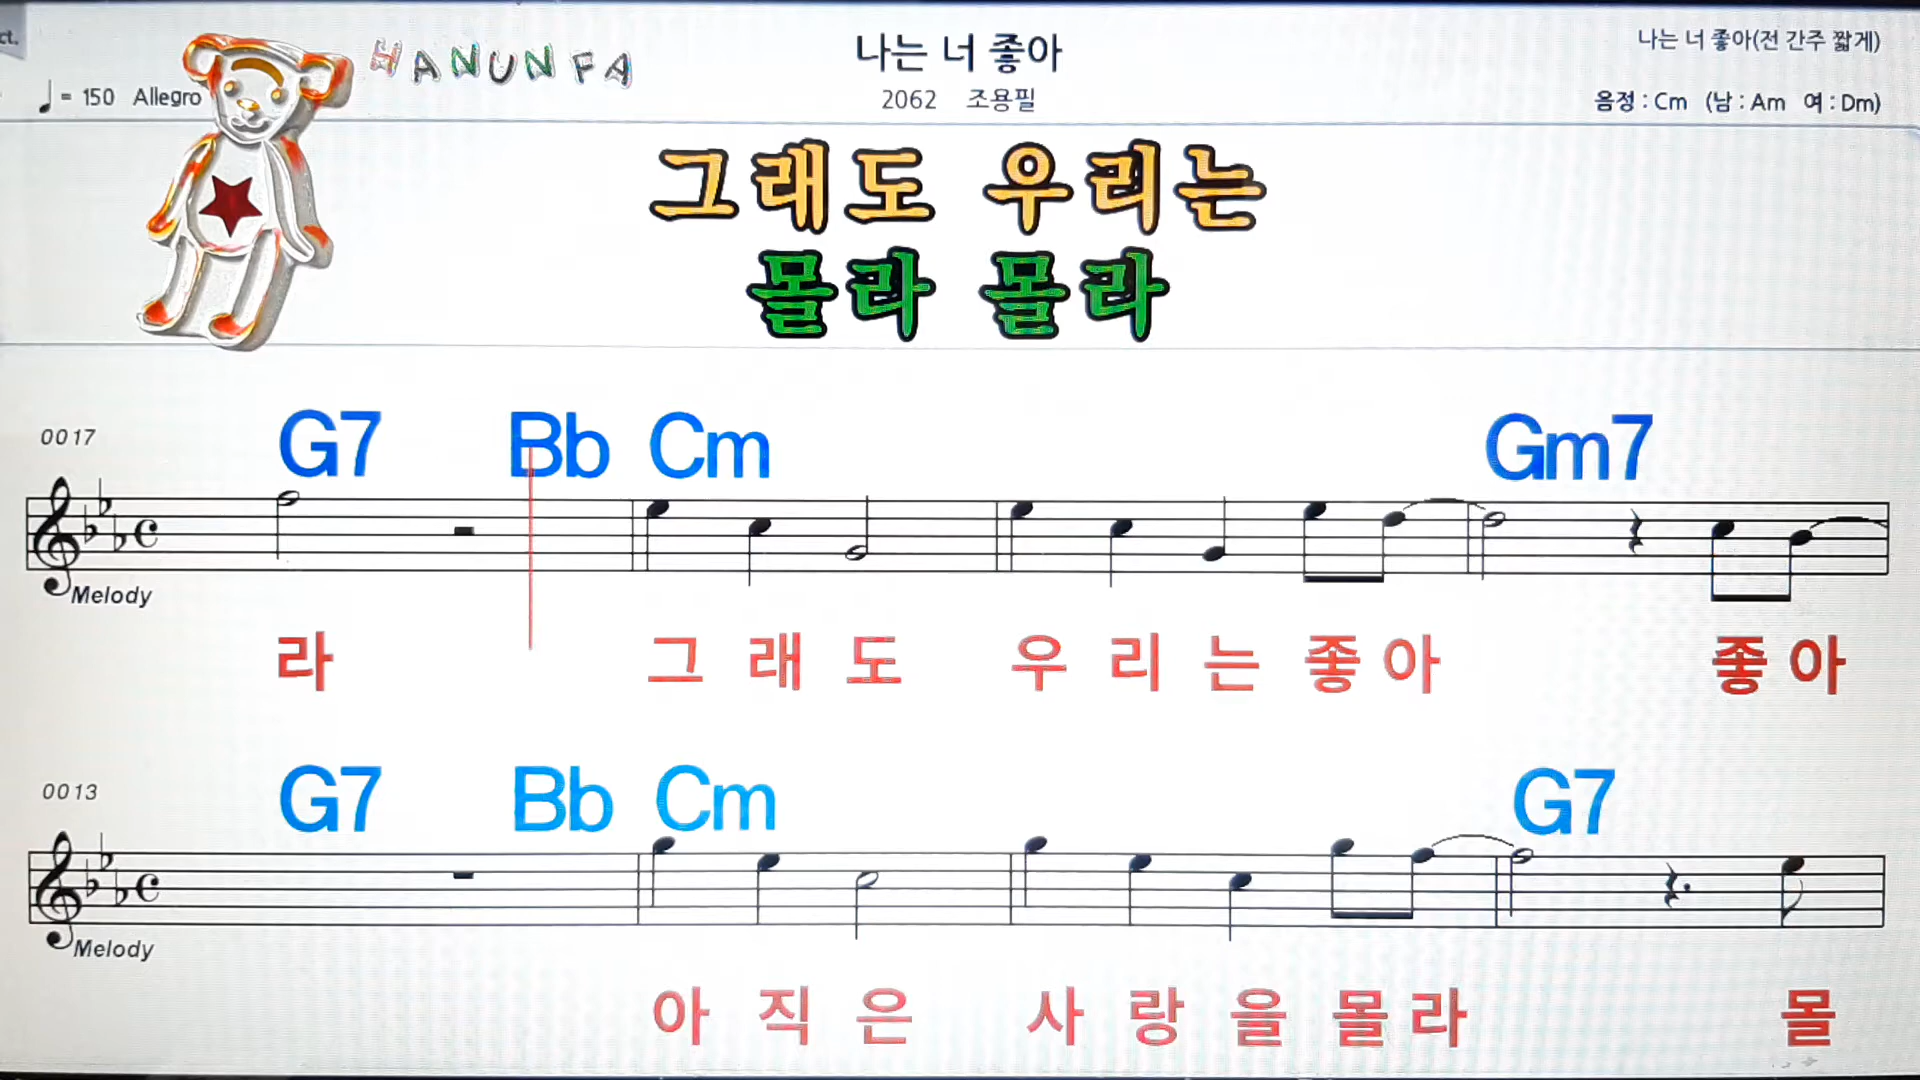 ct.
HANUNFA
나는 너 좋아
나는 너 좋아(전 간주 짧게)
= 150 Allegro
2062 조용필
음정 : Cm (남 : Am 여 : Dm)
그래도 우리는
몰라 몰라
0017
G7 Bb Cm Gm7
Melody
라 그 래 도 우 리 는 좋 아 좋 아
0013
G7 Bb Cm G7
Melody
아 직 은 사 랑 을 몰 라 몰